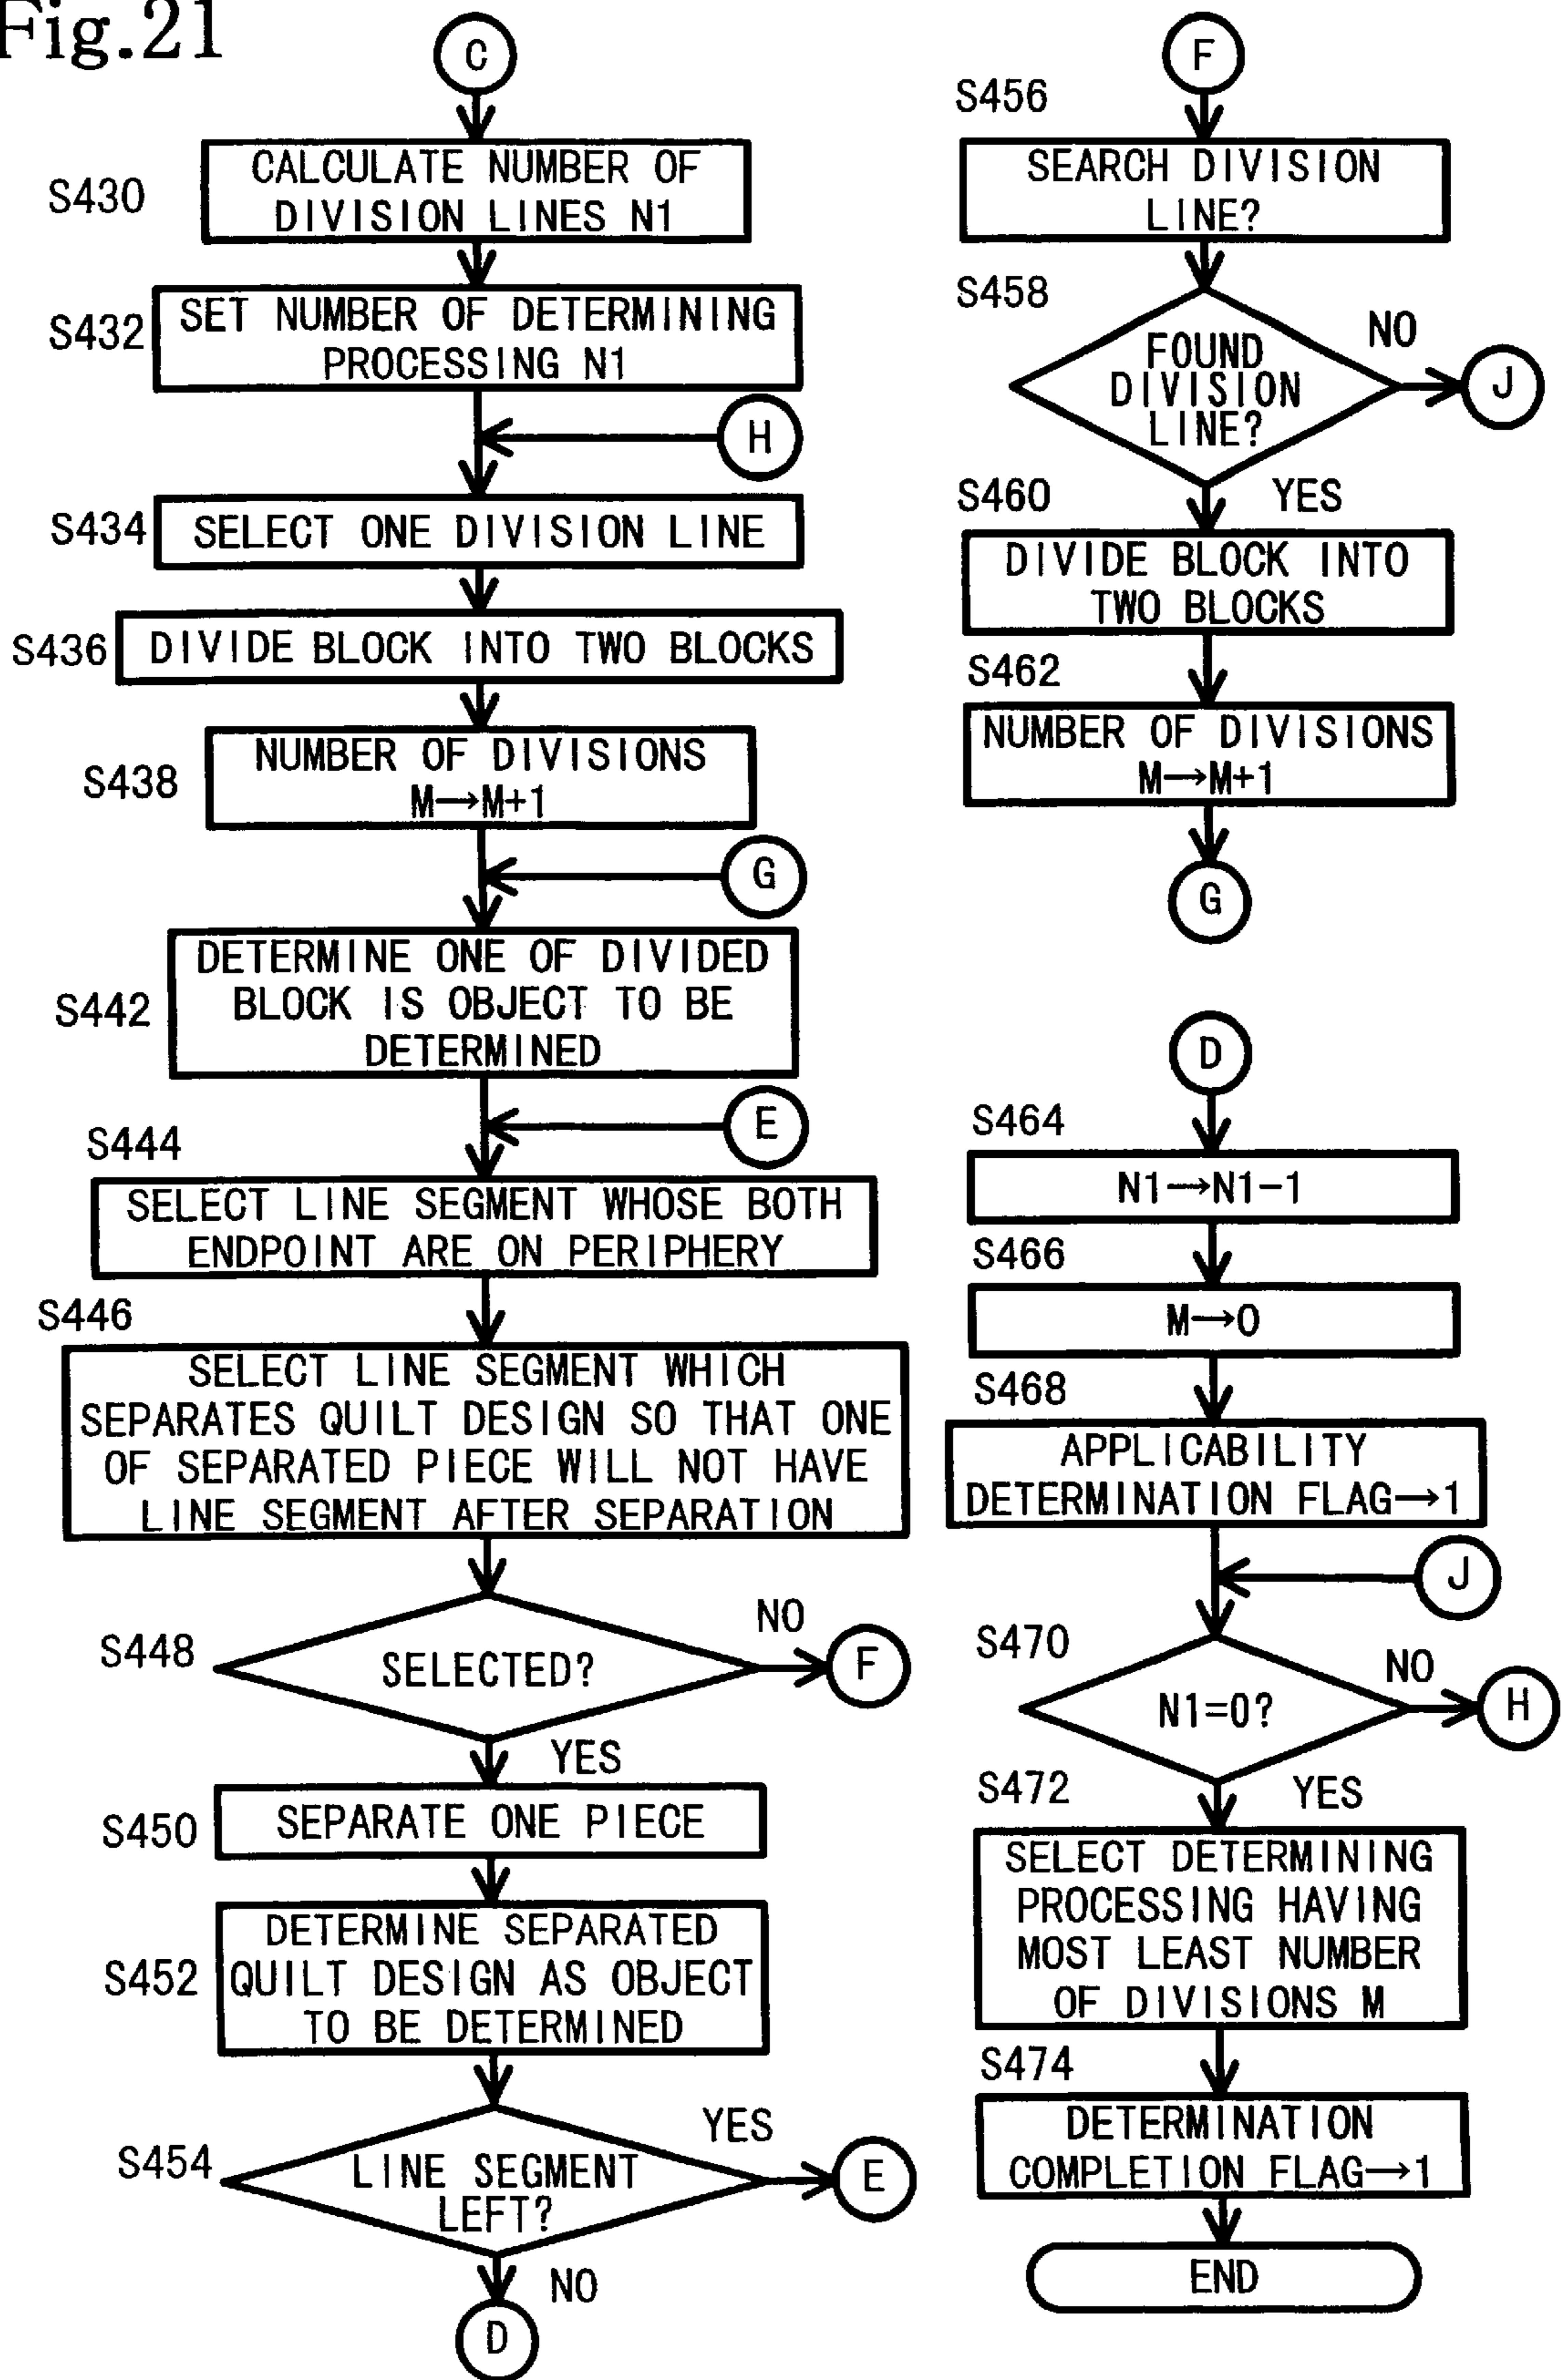 Fig.21
C
S430
CALCULATE NUMBER OF
DIVISION LINES N1
S432
SET NUMBER OF DETERMINING
PROCESSING N1
H
S434
SELECT ONE DIVISION LINE
S436
DIVIDE BLOCK INTO TWO BLOCKS
S438
NUMBER OF DIVISIONS
M→M+1
G
S442
DETERMINE ONE OF DIVIDED
BLOCK IS OBJECT TO BE
DETERMINED
E
S444
SELECT LINE SEGMENT WHOSE BOTH
ENDPOINT ARE ON PERIPHERY
S446
SELECT LINE SEGMENT WHICH
SEPARATES QUILT DESIGN SO THAT ONE
OF SEPARATED PIECE WILL NOT HAVE
LINE SEGMENT AFTER SEPARATION
S448
SELECTED?
NO
F
YES
S450
SEPARATE ONE PIECE
S452
DETERMINE SEPARATED
QUILT DESIGN AS OBJECT
TO BE DETERMINED
S454
LINE SEGMENT
LEFT?
YES
E
NO
D
F
S456
SEARCH DIVISION
LINE?
S458
FOUND
DIVISION
LINE?
NO
J
YES
S460
DIVIDE BLOCK INTO
TWO BLOCKS
S462
NUMBER OF DIVISIONS
M→M+1
G
D
S464
N1→N1-1
S466
M→0
S468
APPLICABILITY
DETERMINATION FLAG→1
J
S470
N1=0?
NO
H
YES
S472
SELECT DETERMINING
PROCESSING HAVING
MOST LEAST NUMBER
OF DIVISIONS M
S474
DETERMINATION
COMPLETION FLAG→1
END